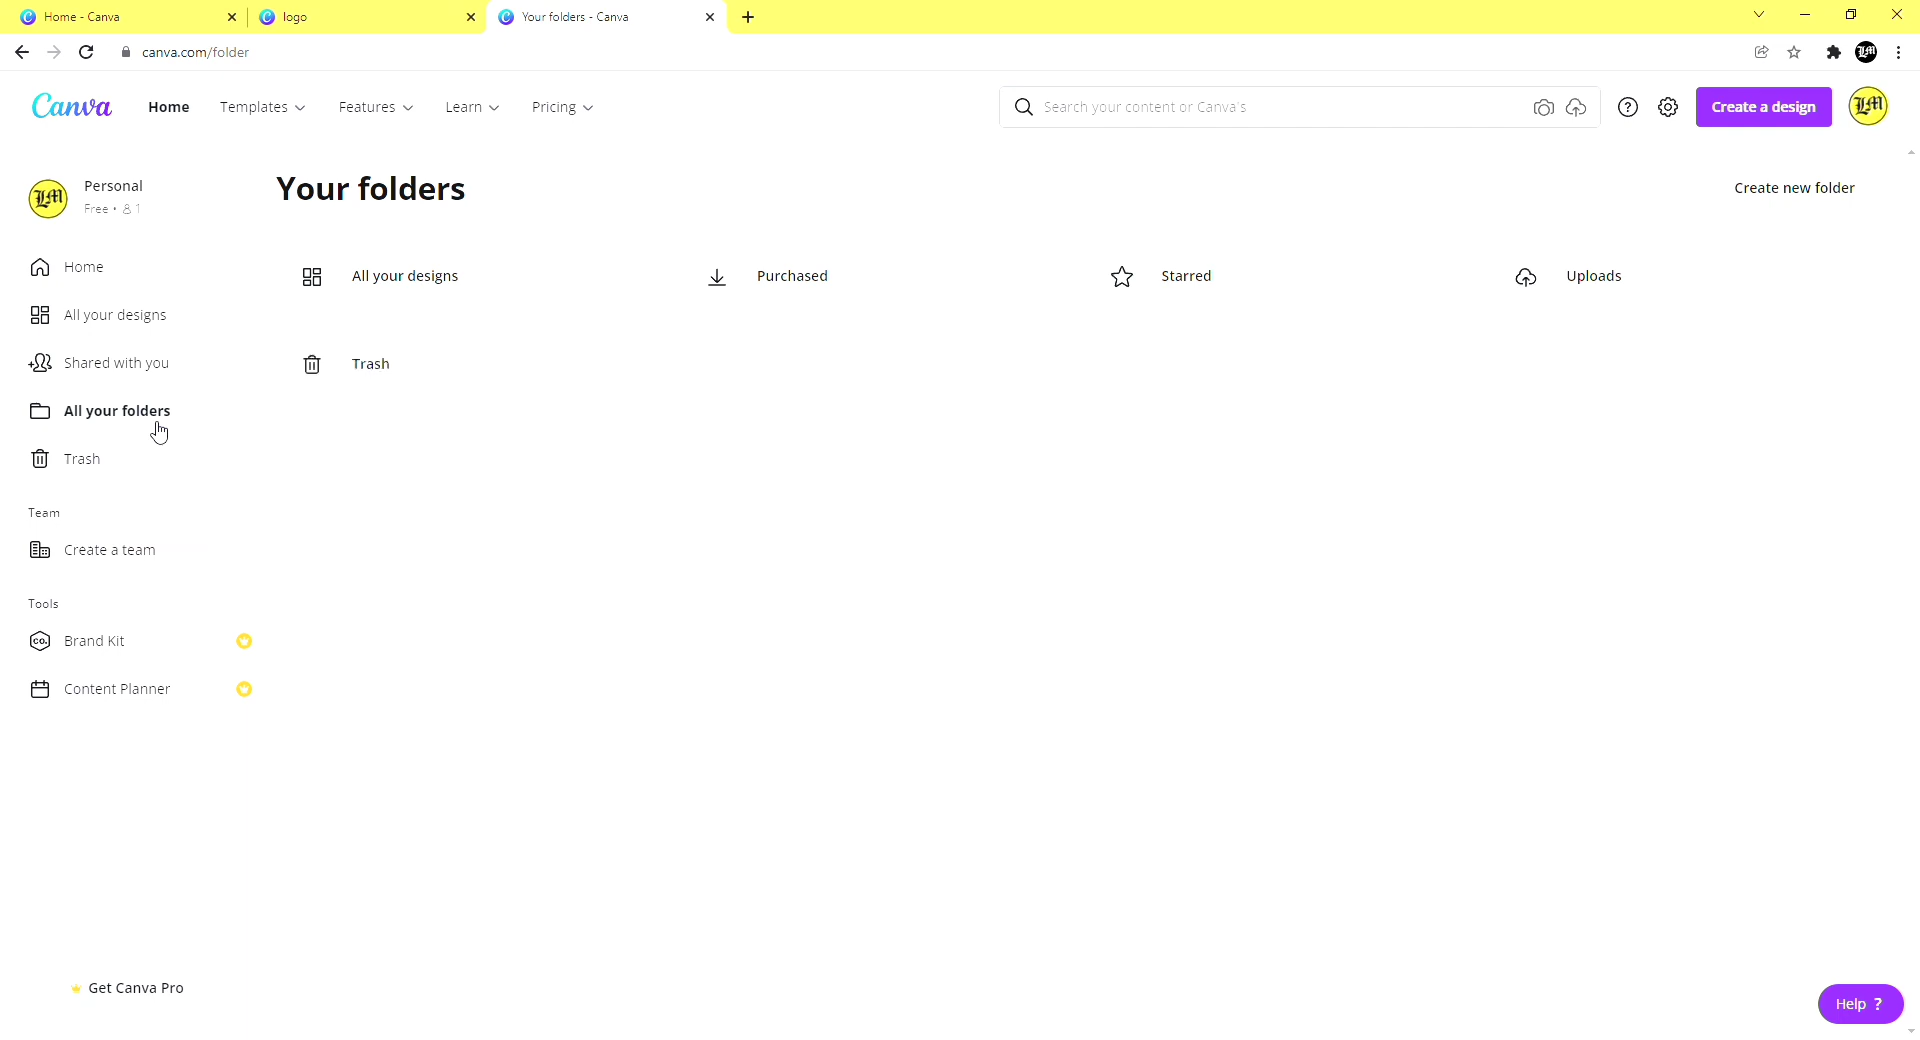 Home - Canva
logo
Your folders - Canva
canva.com/folder
Canva
Home
Templates
Features
Learn
Pricing
Search your content or Canva's
Create a design
LM
LM
Personal
Free • 1
Your folders
Create new folder
Home
All your designs
Shared with you
All your folders
Trash
All your designs
Purchased
Starred
Uploads
Trash
Team
Create a team
Tools
CO.
Brand Kit
Content Planner
Get Canva Pro
Help ?